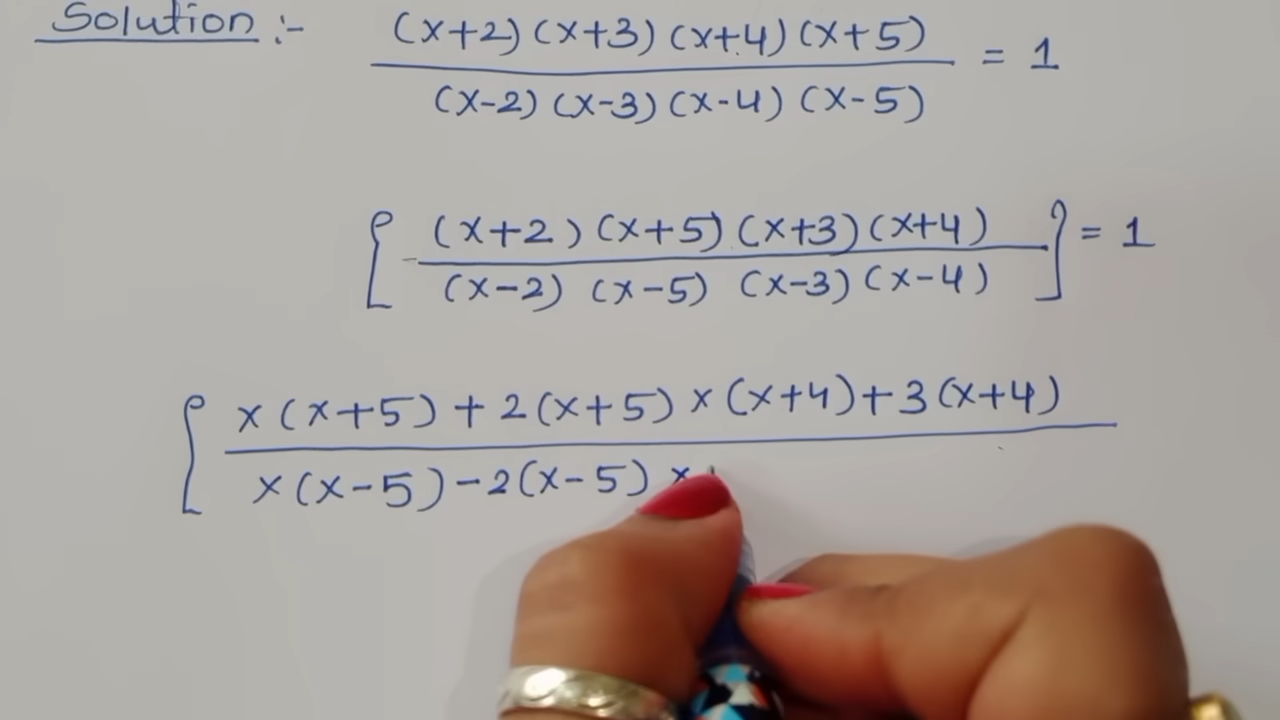 Solution :- (x+2)(x+3)(x+4)(x+5) / (x-2)(x-3)(x-4)(x-5) = 1
[ (x+2)(x+5)(x+3)(x+4) / (x-2)(x-5)(x-3)(x-4) ] = 1
[ x(x+5)+2(x+5) x(x+4)+3(x+4) / x(x-5)-2(x-5) x